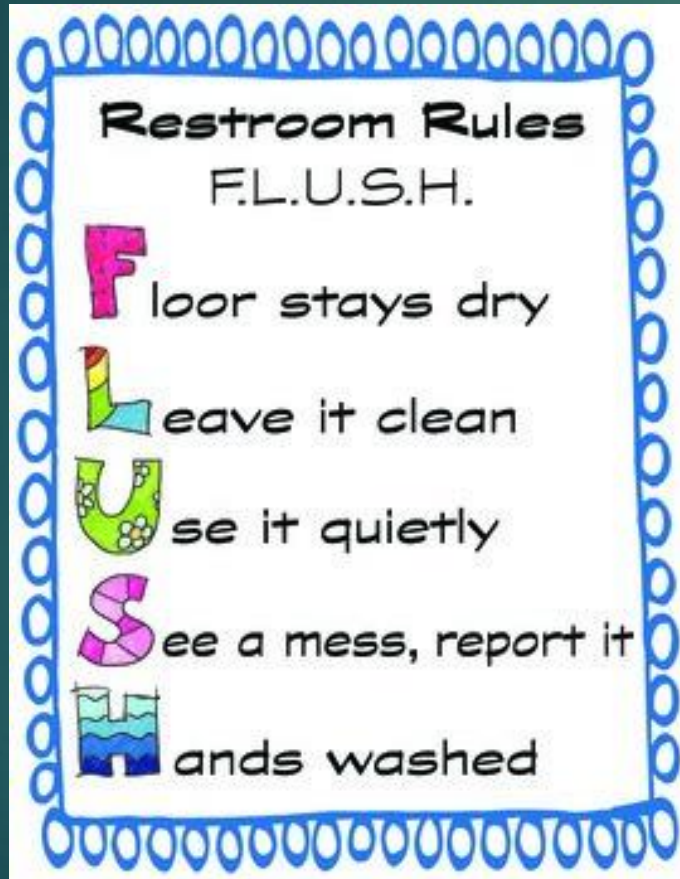 Restroom Rules
F.L.U.S.H.
Floor stays dry
Leave it clean
Use it quietly
See a mess, report it
Hands washed